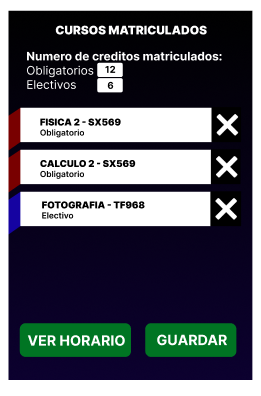 CURSOS MATRICULADOS
Numero de creditos matriculados:
Obligatorios 12
Electivos 6
FISICA 2 - SX569
Obligatorio
CALCULO 2 - SX569
Obligatorio
FOTOGRAFIA - TF968
Electivo
VER HORARIO GUARDAR